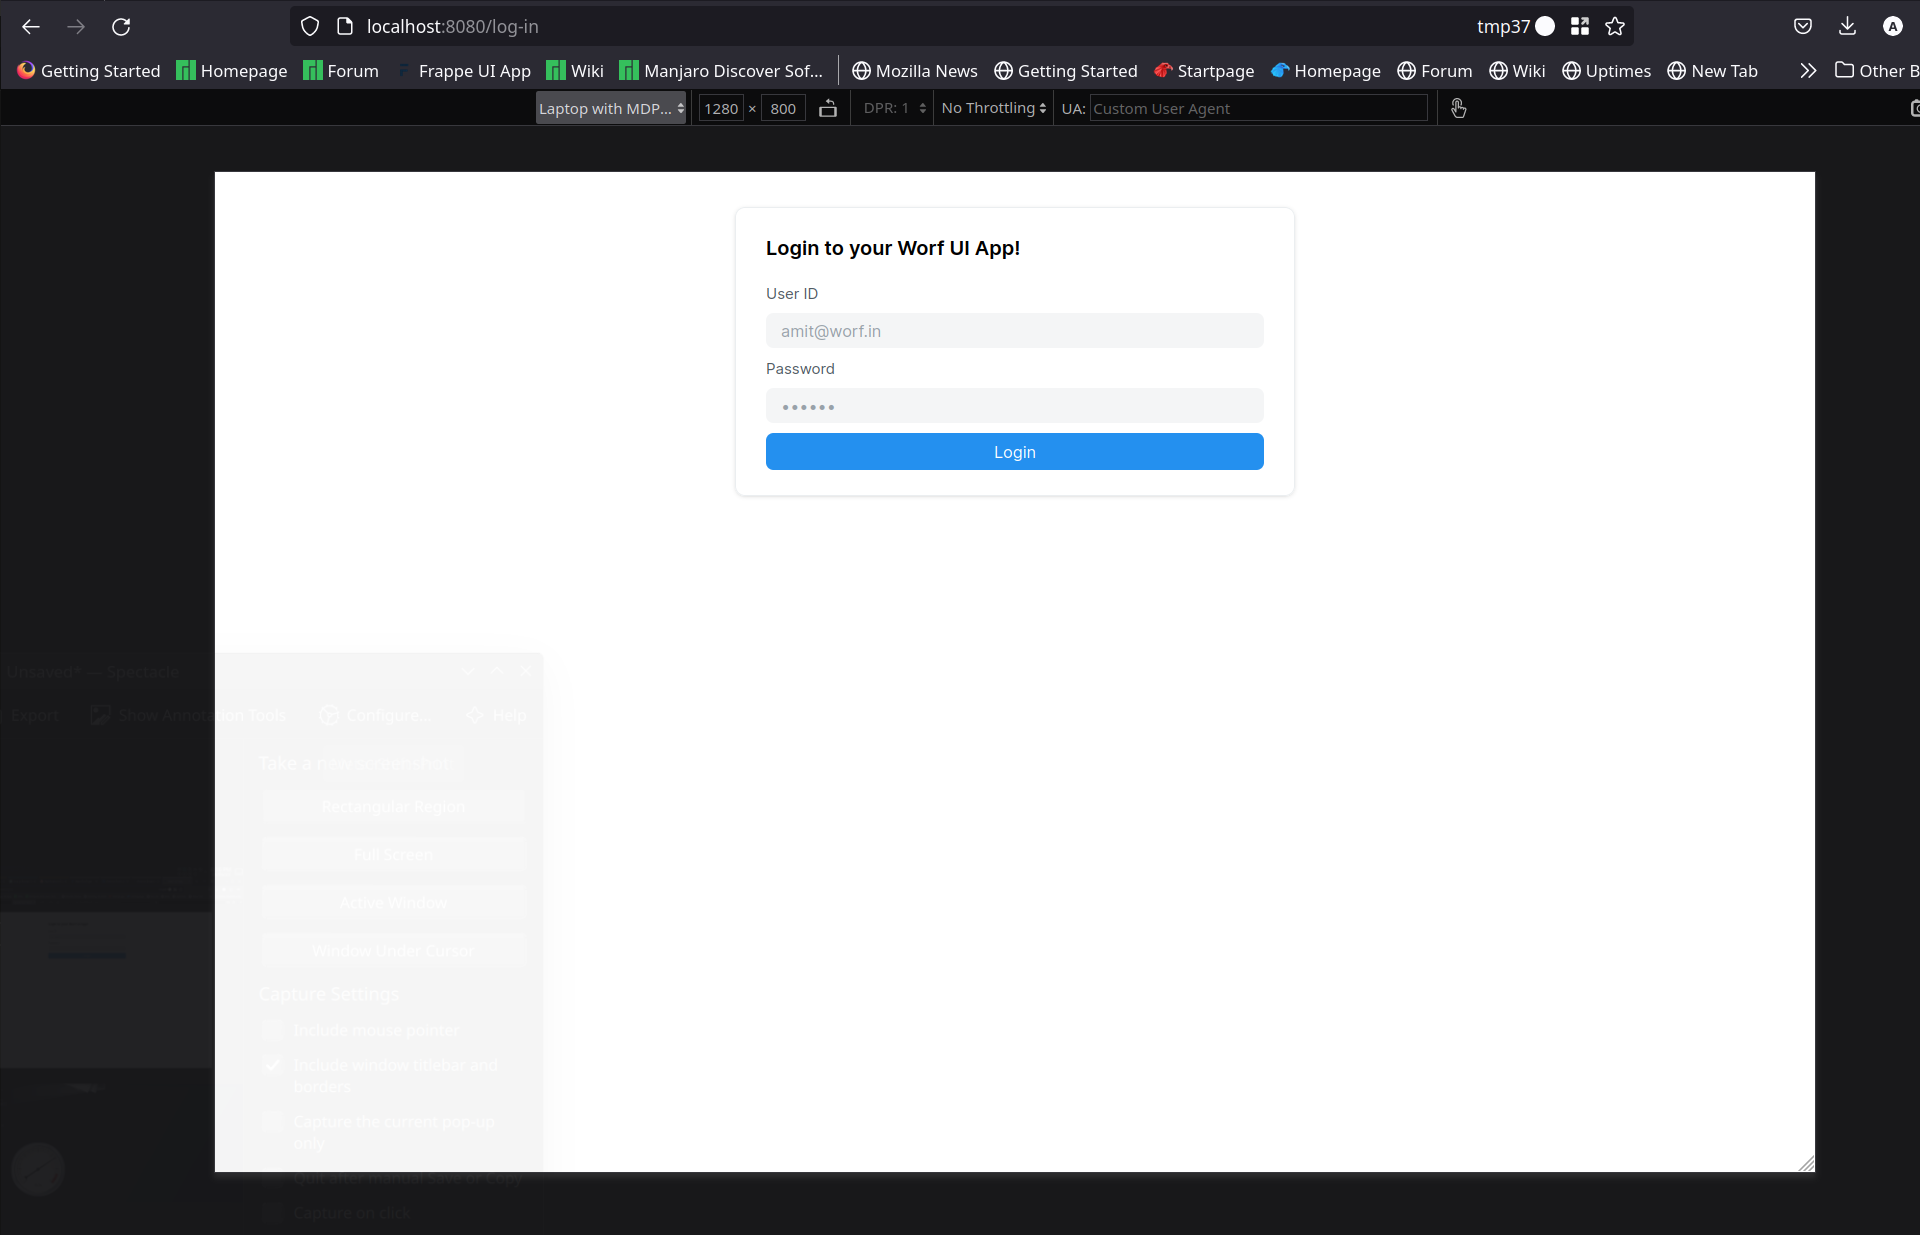 localhost:8080/log-in
tmp37
A
Getting Started
Homepage
Forum
Frappe UI App
Wiki
Manjaro Discover Sof...
Mozilla News
Getting Started
Startpage
Homepage
Forum
Wiki
Uptimes
New Tab
Other B
Laptop with MDP...
1280 × 800
DPR: 1
No Throttling
UA: Custom User Agent
Login to your Worf UI App!
User ID
amit@worf.in
Password
••••••
Login
Unsaved* — Spectacle
Export
Show Annotation Tools
Configure...
Help
Take a new screenshot
Rectangular Region
Full Screen
Active Window
Window Under Cursor
Capture Settings
Include mouse pointer
Include window titlebar and
borders
Capture the current pop-up
only
Quit after manual Save or Copy
Capture on click